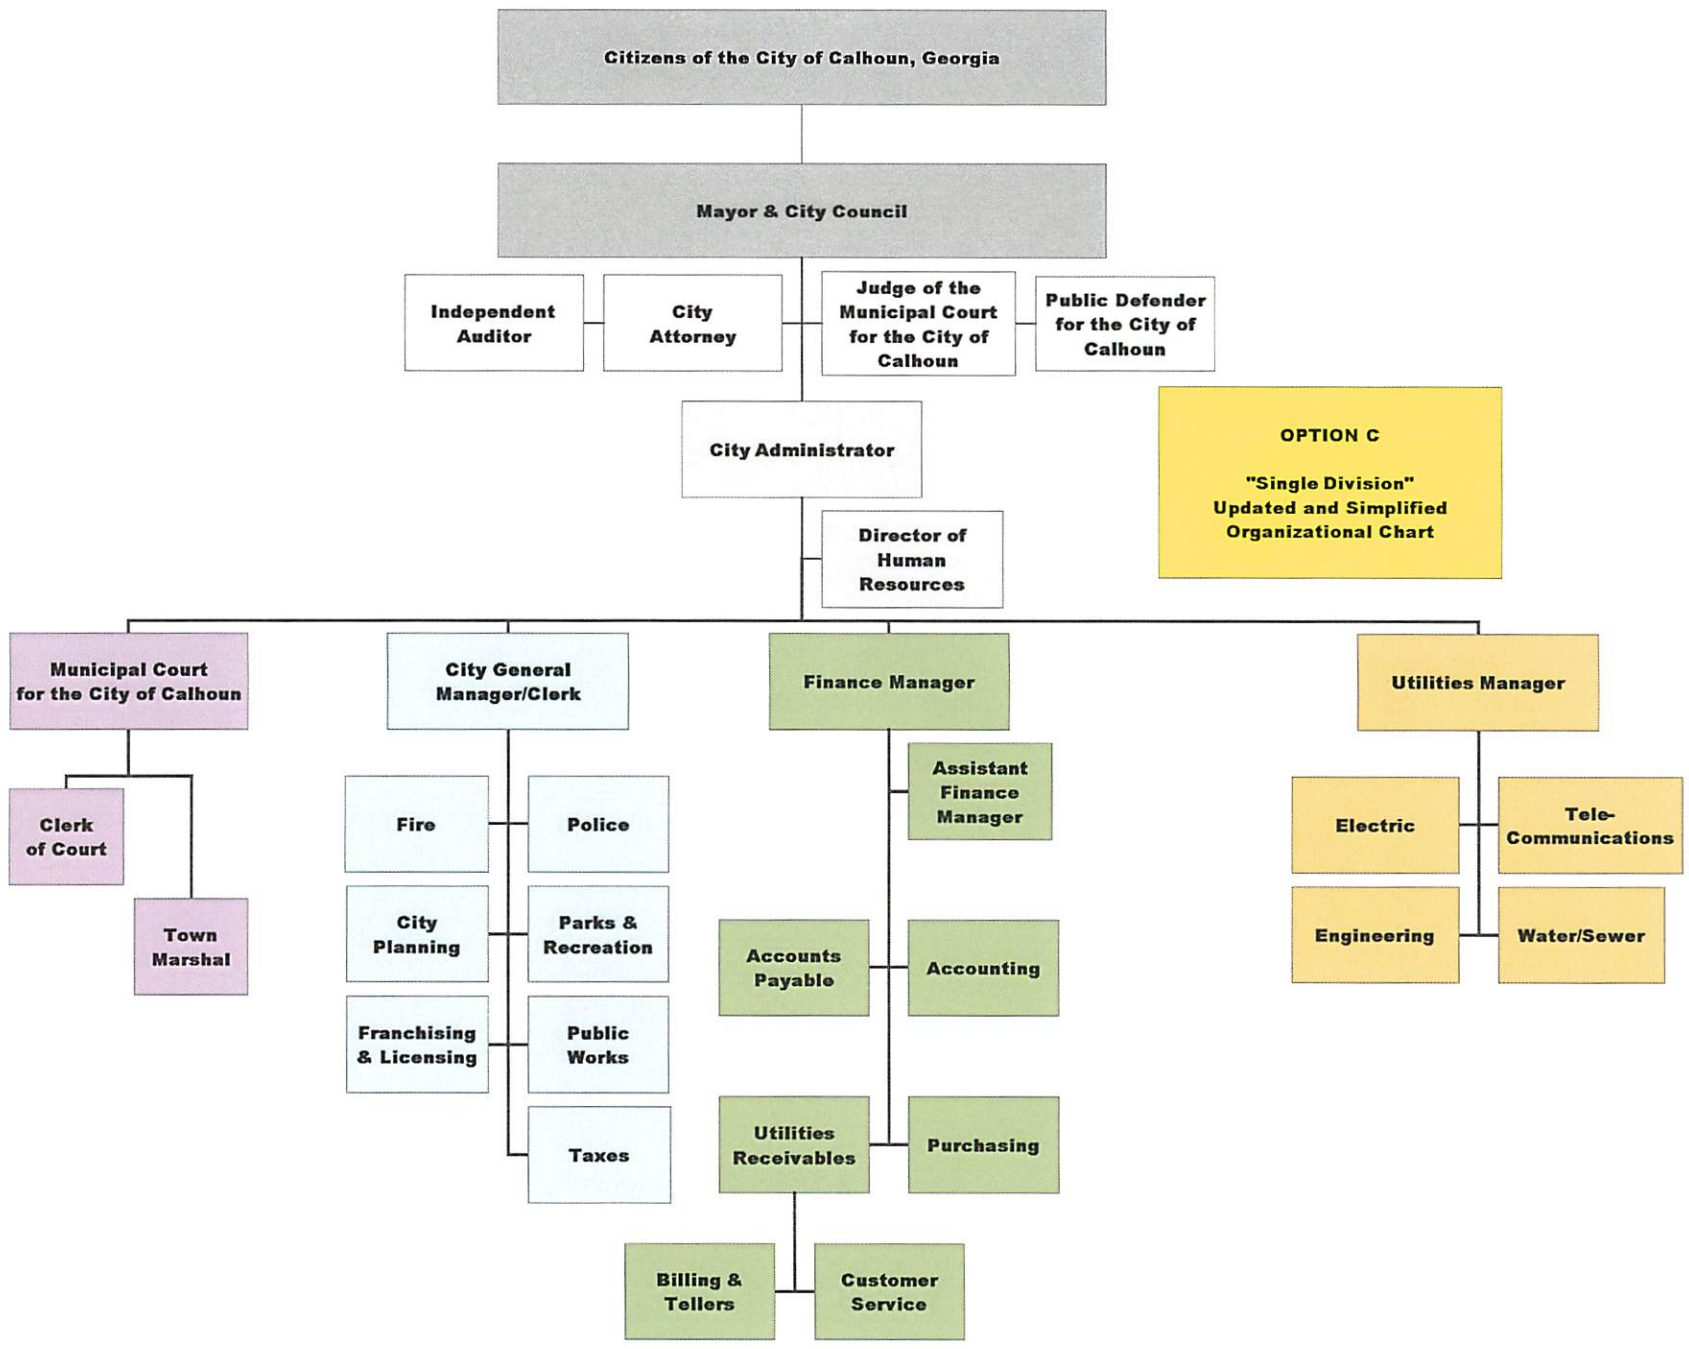 Citizens of the City of Calhoun, Georgia
Mayor & City Council
Independent
Auditor
City
Attorney
Judge of the
Municipal Court
for the City of
Calhoun
Public Defender
for the City of
Calhoun
City Administrator
OPTION C
"Single Division"
Updated and Simplified
Organizational Chart
Director of
Human
Resources
Municipal Court
for the City of Calhoun
City General
Manager/Clerk
Finance Manager
Utilities Manager
Clerk
of Court
Town
Marshal
Fire
Police
City
Planning
Parks &
Recreation
Franchising
& Licensing
Public
Works
Taxes
Assistant
Finance
Manager
Accounts
Payable
Accounting
Utilities
Receivables
Purchasing
Billing &
Tellers
Customer
Service
Electric
Tele-
Communications
Engineering
Water/Sewer